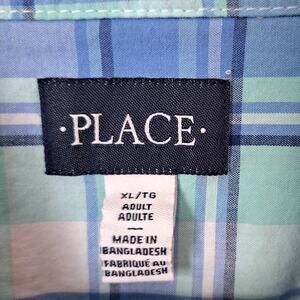 ·PLACE·
XL/TG
ADULT
ADULTE
MADE IN
BANGLADESH
FABRIQUÉ AU
BANGLADESH